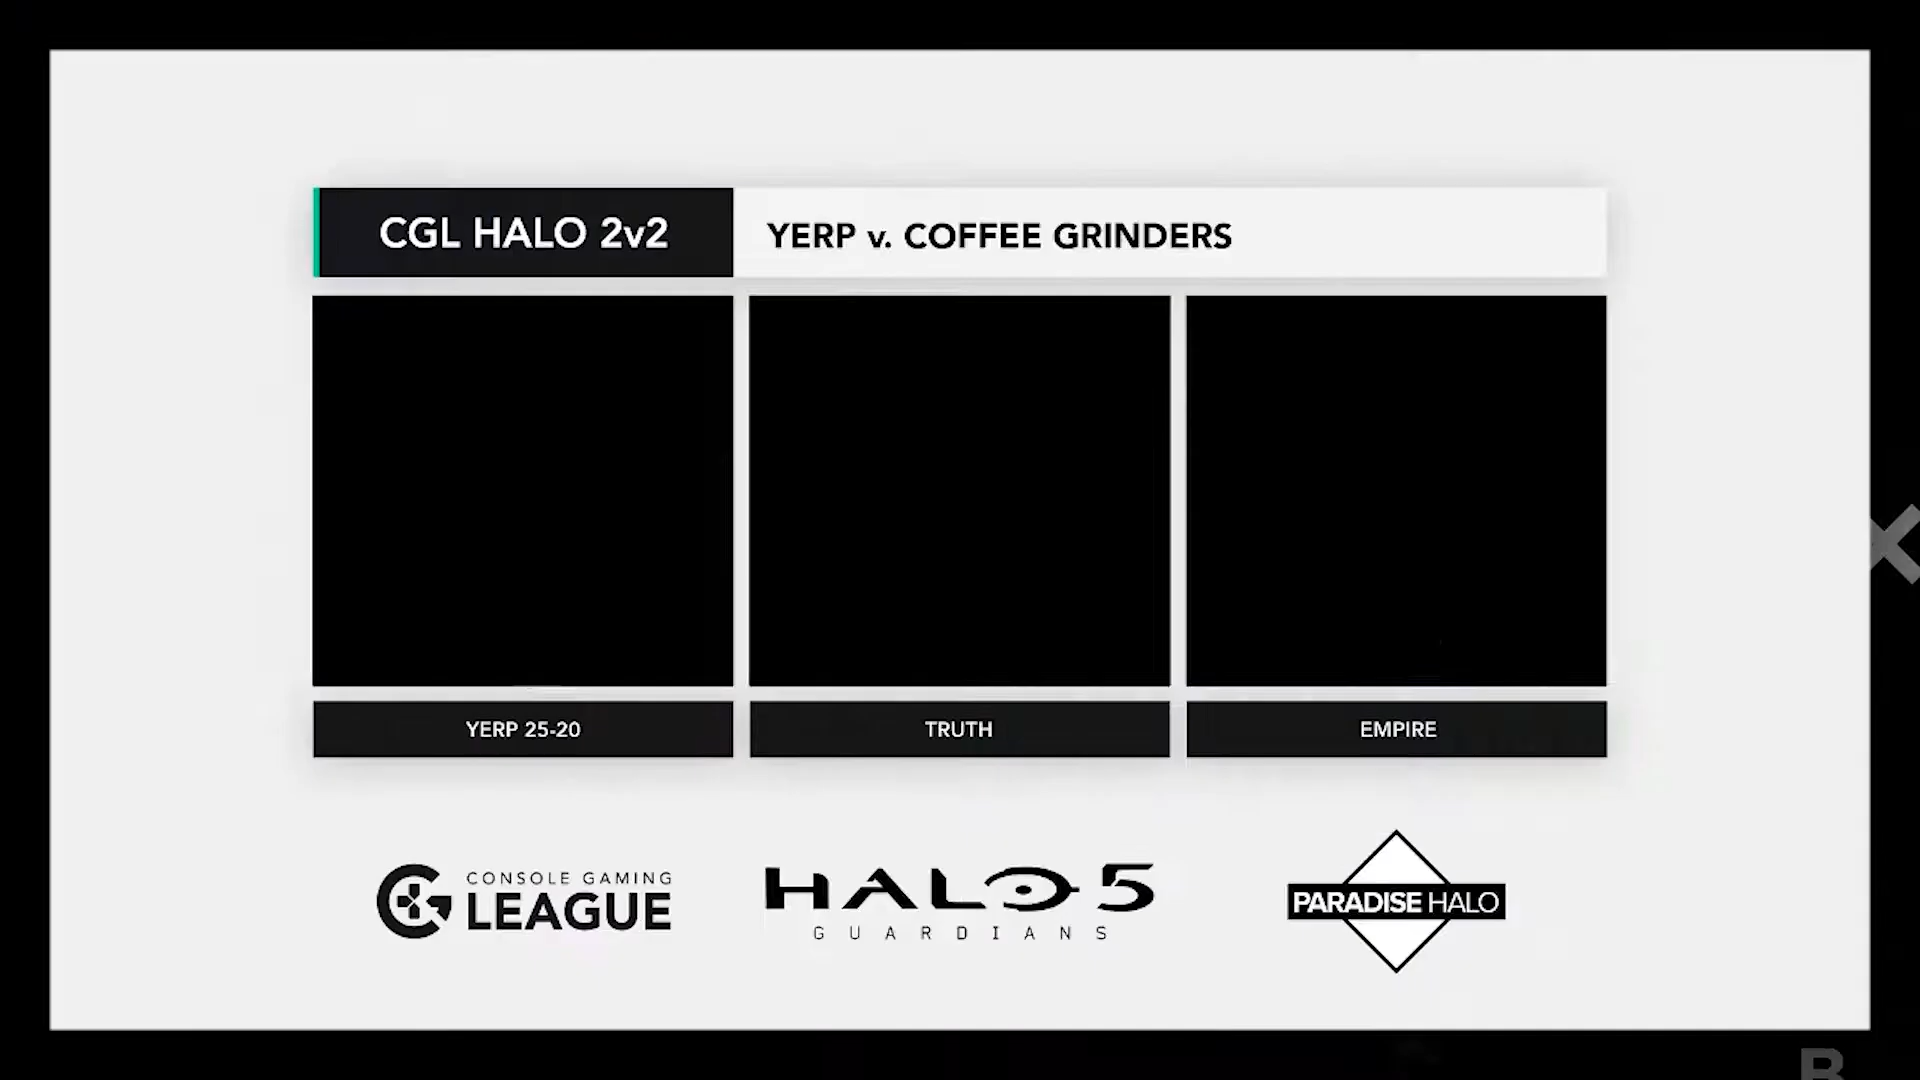 CGL HALO 2v2
YERP v. COFFEE GRINDERS
YERP 25-20
TRUTH
EMPIRE
CONSOLE GAMING
LEAGUE
HALO 5
GUARDIANS
PARADISE HALO